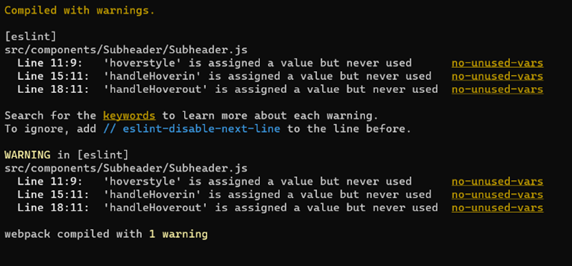 Compiled with warnings.
[eslint]
src/components/Subheader/Subheader.js
Line 11:9: 'hoverstyle' is assigned a value but never used no-unused-vars
Line 15:11: 'handleHoverin' is assigned a value but never used no-unused-vars
Line 18:11: 'handleHoverout' is assigned a value but never used no-unused-vars
Search for the keywords to learn more about each warning.
To ignore, add // eslint-disable-next-line to the line before.
WARNING in [eslint]
src/components/Subheader/Subheader.js
Line 11:9: 'hoverstyle' is assigned a value but never used no-unused-vars
Line 15:11: 'handleHoverin' is assigned a value but never used no-unused-vars
Line 18:11: 'handleHoverout' is assigned a value but never used no-unused-vars
webpack compiled with 1 warning